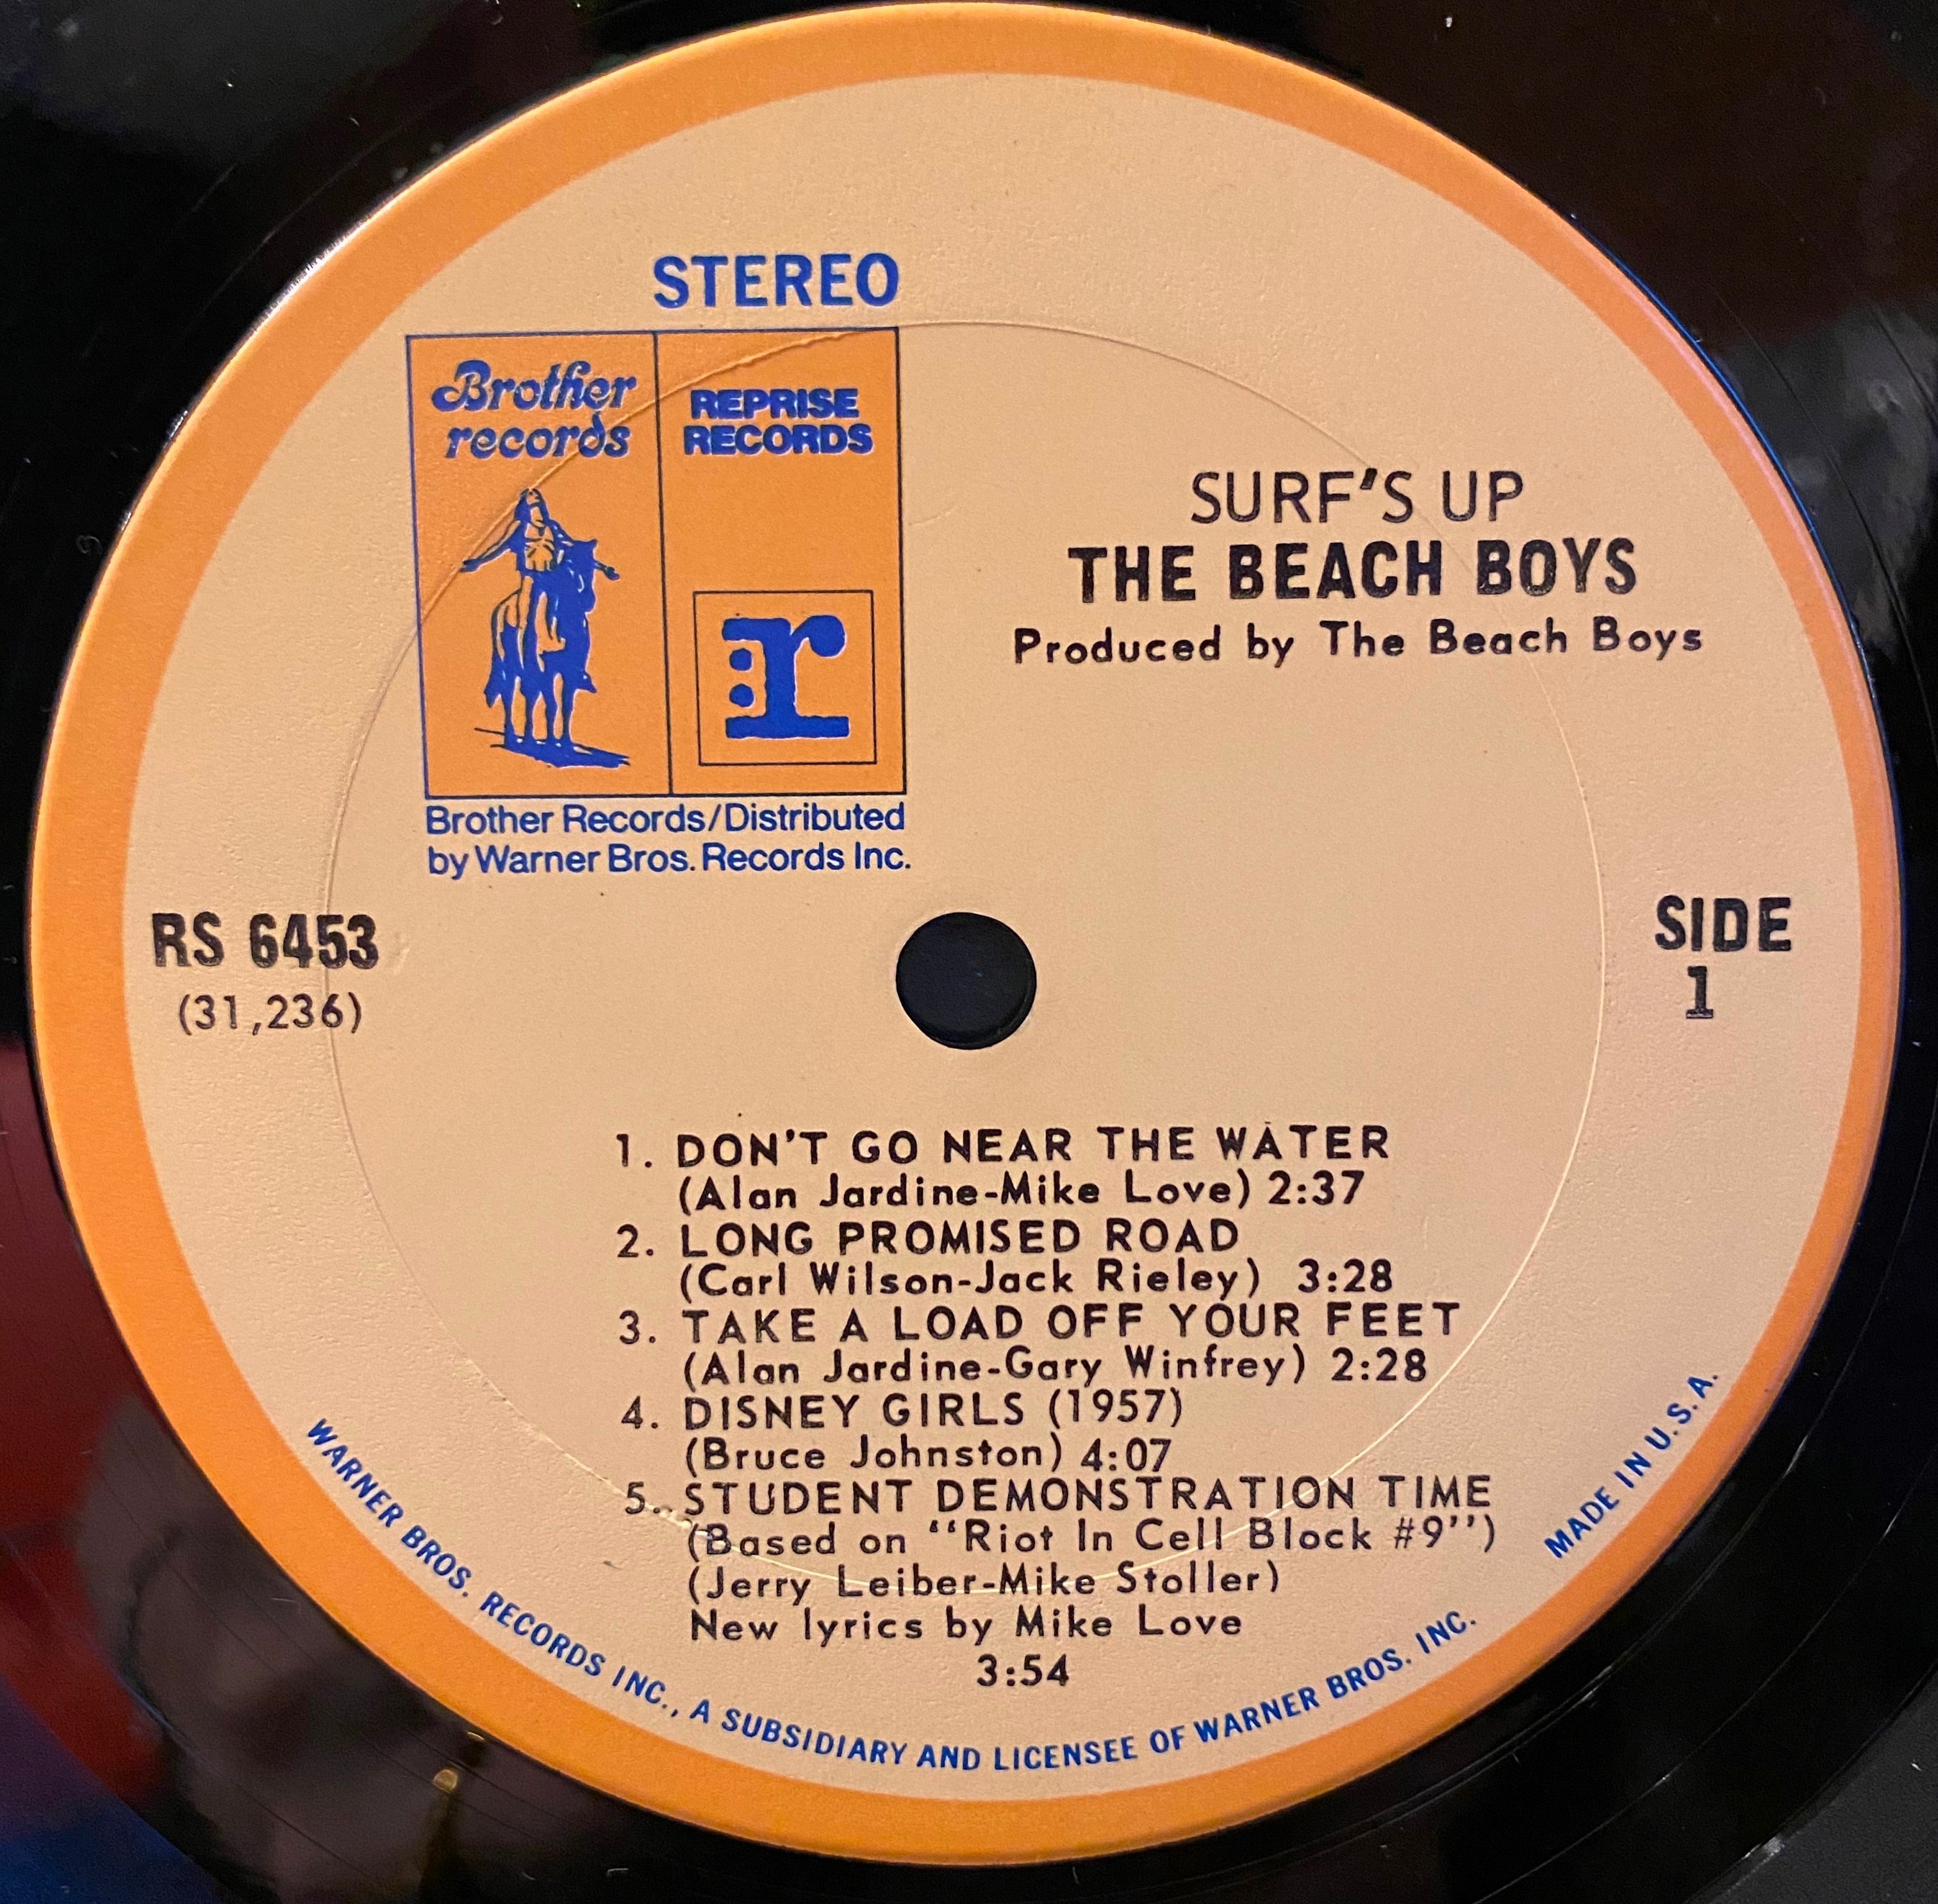 STEREO
Brother
records
REPRISE
RECORDS
r:
Brother Records/Distributed
by Warner Bros. Records Inc.
SURF'S UP
THE BEACH BOYS
Produced by The Beach Boys
RS 6453
(31,236)
SIDE
1
1. DON'T GO NEAR THE WATER
(Alan Jardine-Mike Love) 2:37
2. LONG PROMISED ROAD
(Carl Wilson-Jack Rieley) 3:28
3. TAKE A LOAD OFF YOUR FEET
(Alan Jardine-Gary Winfrey) 2:28
4. DISNEY GIRLS (1957)
(Bruce Johnston) 4:07
5. STUDENT DEMONSTRATION TIME
(Based on "Riot In Cell Block #9")
(Jerry Leiber-Mike Stoller)
New lyrics by Mike Love
3:54
WARNER BROS. RECORDS INC., A SUBSIDIARY AND LICENSEE OF WARNER BROS. INC.
MADE IN U.S.A.